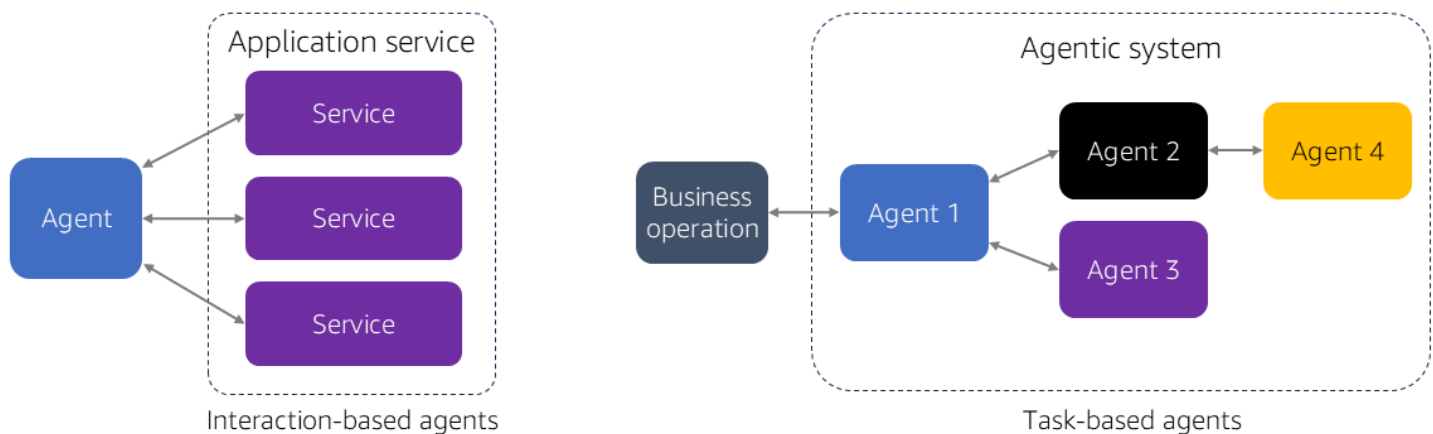 Application service
Service
Agent
Service
Service
Interaction-based agents
Agentic system
Business
operation
Agent 1
Agent 2
Agent 4
Agent 3
Task-based agents